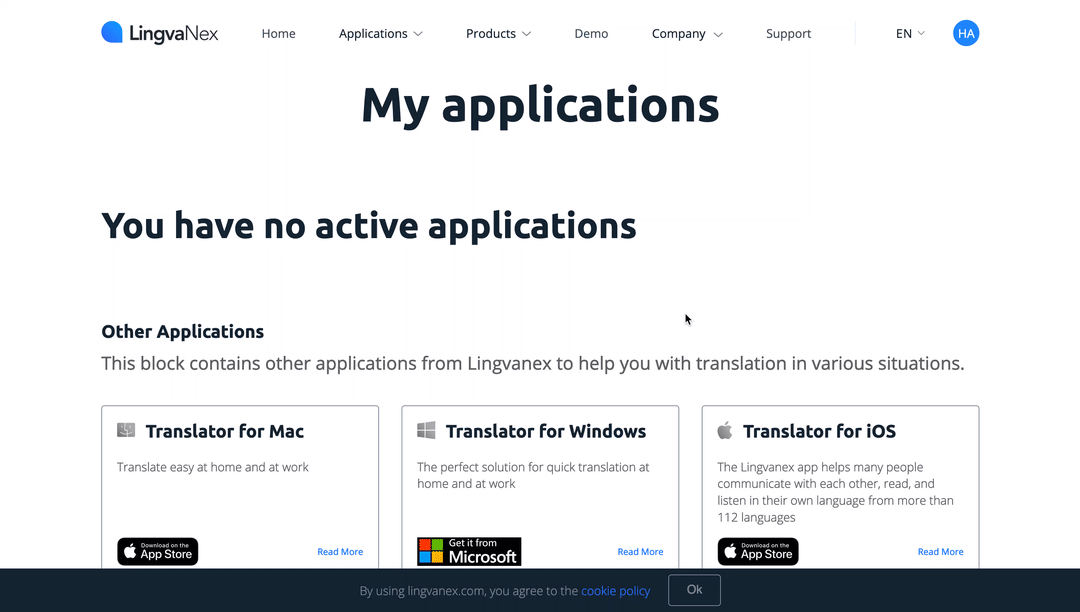 LingvaNex Home Applications Products Demo Company Support EN HA
My applications
You have no active applications
Other Applications
This block contains other applications from Lingvanex to help you with translation in various situations.
Translator for Mac
Translate easy at home and at work
Download on the
App Store
Read More
Translator for Windows
The perfect solution for quick translation at
home and at work
Get it from
Microsoft
Read More
Translator for iOS
The Lingvanex app helps many people
communicate with each other, read, and
listen in their own language from more than
112 languages
Download on the
App Store
Read More
By using lingvanex.com, you agree to the cookie policy Ok